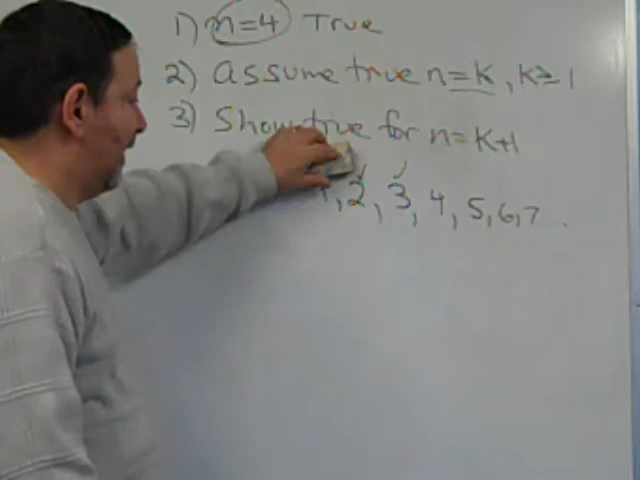 1) n=4 True
2) Assume true n=k, k≥1
3) Show true for n=k+1
1, 2, 3, 4, 5, 6, 7 .